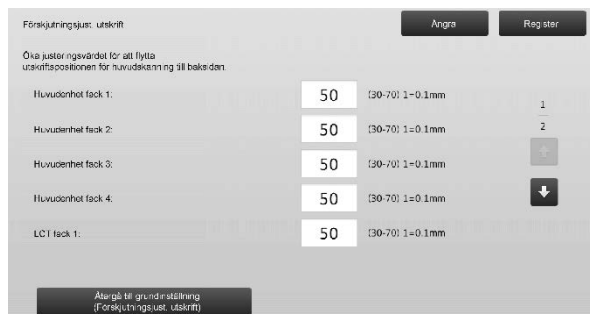 Förskjutningsjust. utskrift
Ångra
Register
Öka justeringsvärdet för att flytta
utskriftspositionen för huvudskanning till baksidan.
Huvudenhet fack 1:
50
(30-70) 1=0.1mm
Huvudenhet fack 2:
50
(30-70) 1=0.1mm
Huvudenhet fack 3:
50
(30-70) 1=0.1mm
Huvudenhet fack 4:
50
(30-70) 1=0.1mm
LCT fack 1:
50
(30-70) 1=0.1mm
1
2
Återgå till grundinställning
(Förskjutningsjust. utskrift)